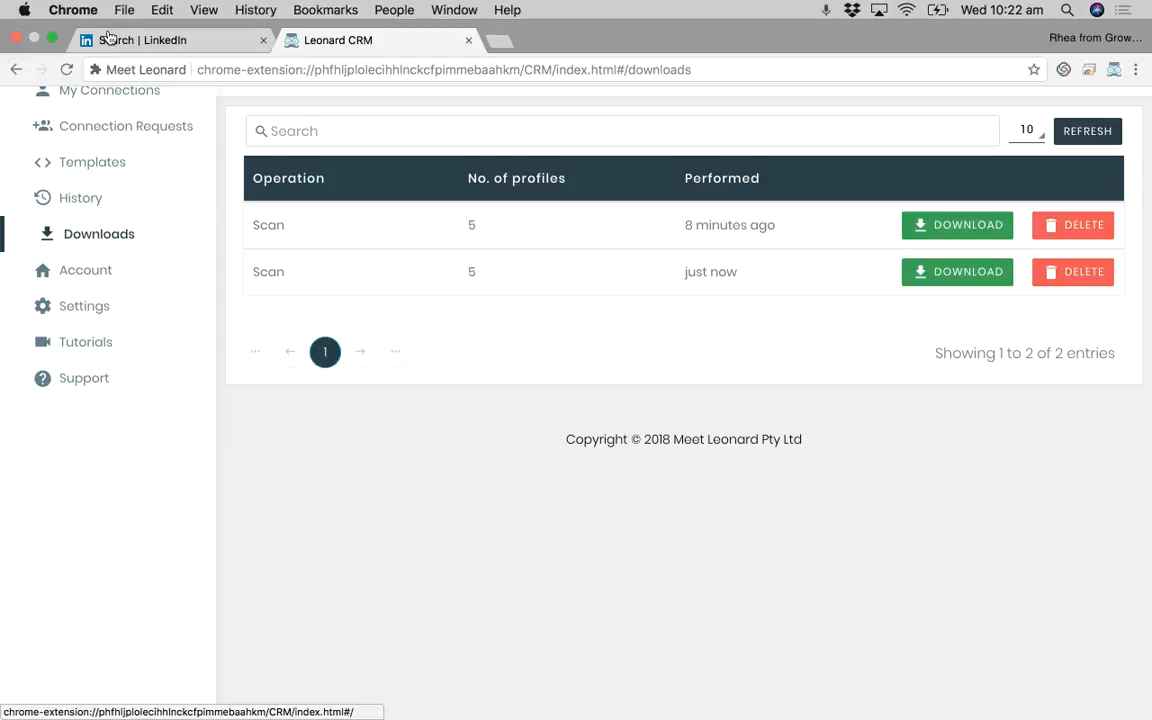 Chrome File Edit View History Bookmarks People Window Help Wed 10:22 am
Search | LinkedIn Leonard CRM Rhea from Grow...
Meet Leonard chrome-extension://phfhljplolecihhlnckcfpimmebaahkm/CRM/index.html#/downloads
My Connections
Search 10 REFRESH
Connection Requests
Templates
Operation No. of profiles Performed
History
Scan 5 8 minutes ago DOWNLOAD DELETE
Downloads
Account
Scan 5 just now DOWNLOAD DELETE
Settings
Tutorials
1 Showing 1 to 2 of 2 entries
Support
Copyright © 2018 Meet Leonard Pty Ltd
chrome-extension://phfhljplolecihhlnckcfpimmebaahkm/CRM/index.html#/